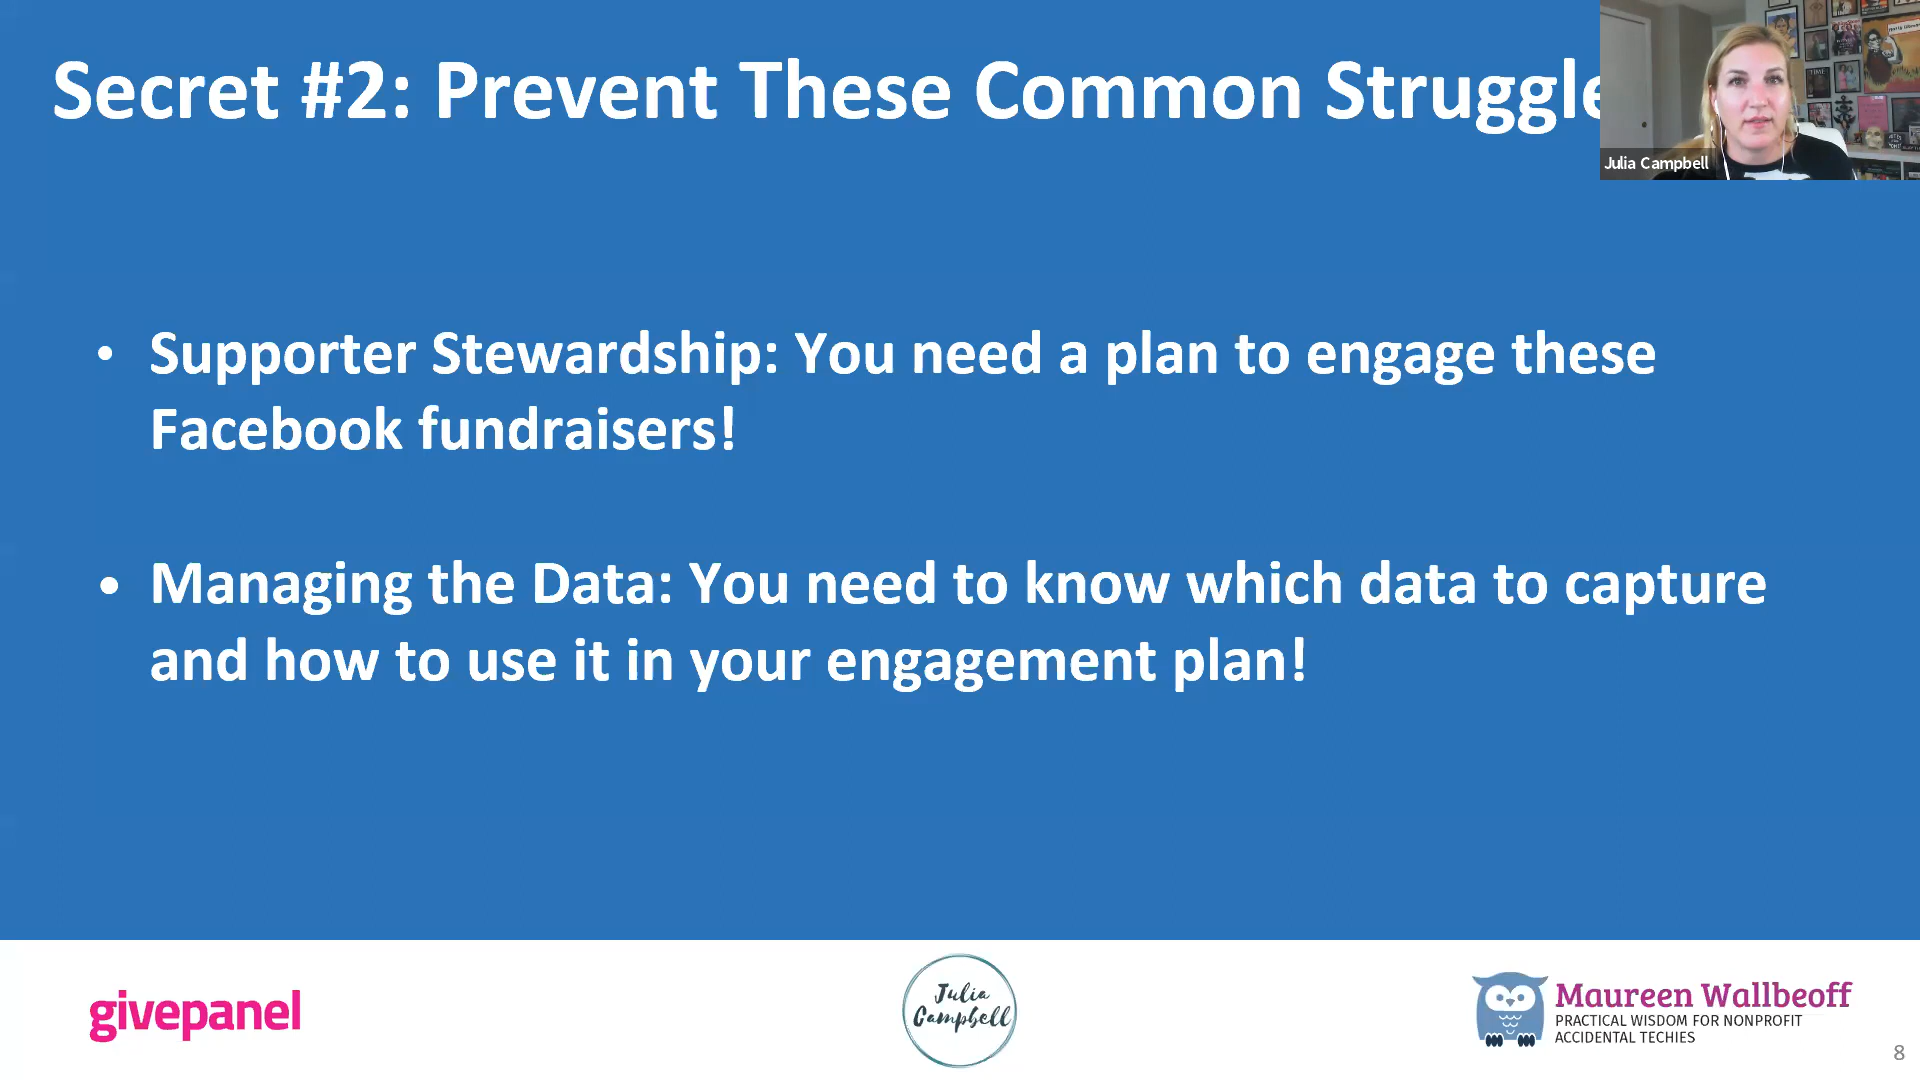 Secret #2: Prevent These Common Struggle
Julia Campbell
• Supporter Stewardship: You need a plan to engage these
Facebook fundraisers!
• Managing the Data: You need to know which data to capture
and how to use it in your engagement plan!
givepanel
Julia
Campbell
Maureen Wallbeoff
PRACTICAL WISDOM FOR NONPROFIT
ACCIDENTAL TECHIES
8